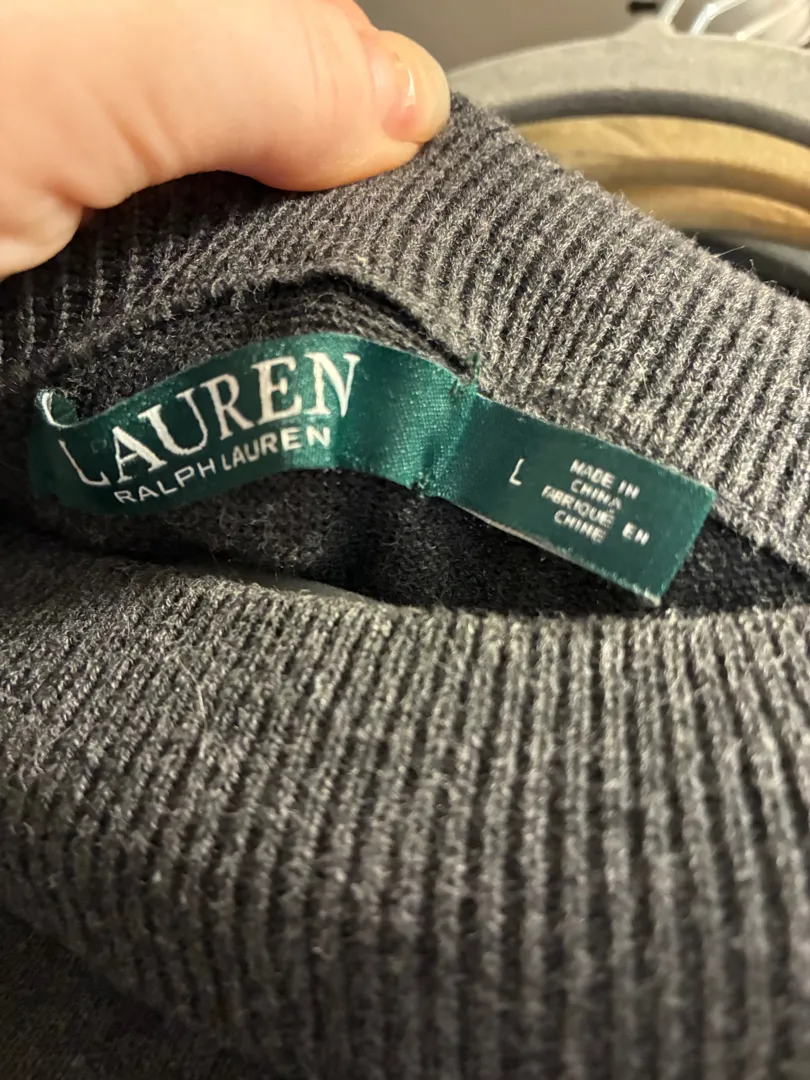 LAUREN
RALPH LAUREN
L
MADE IN
CHINA
FABRIQUÉ EN
CHINE